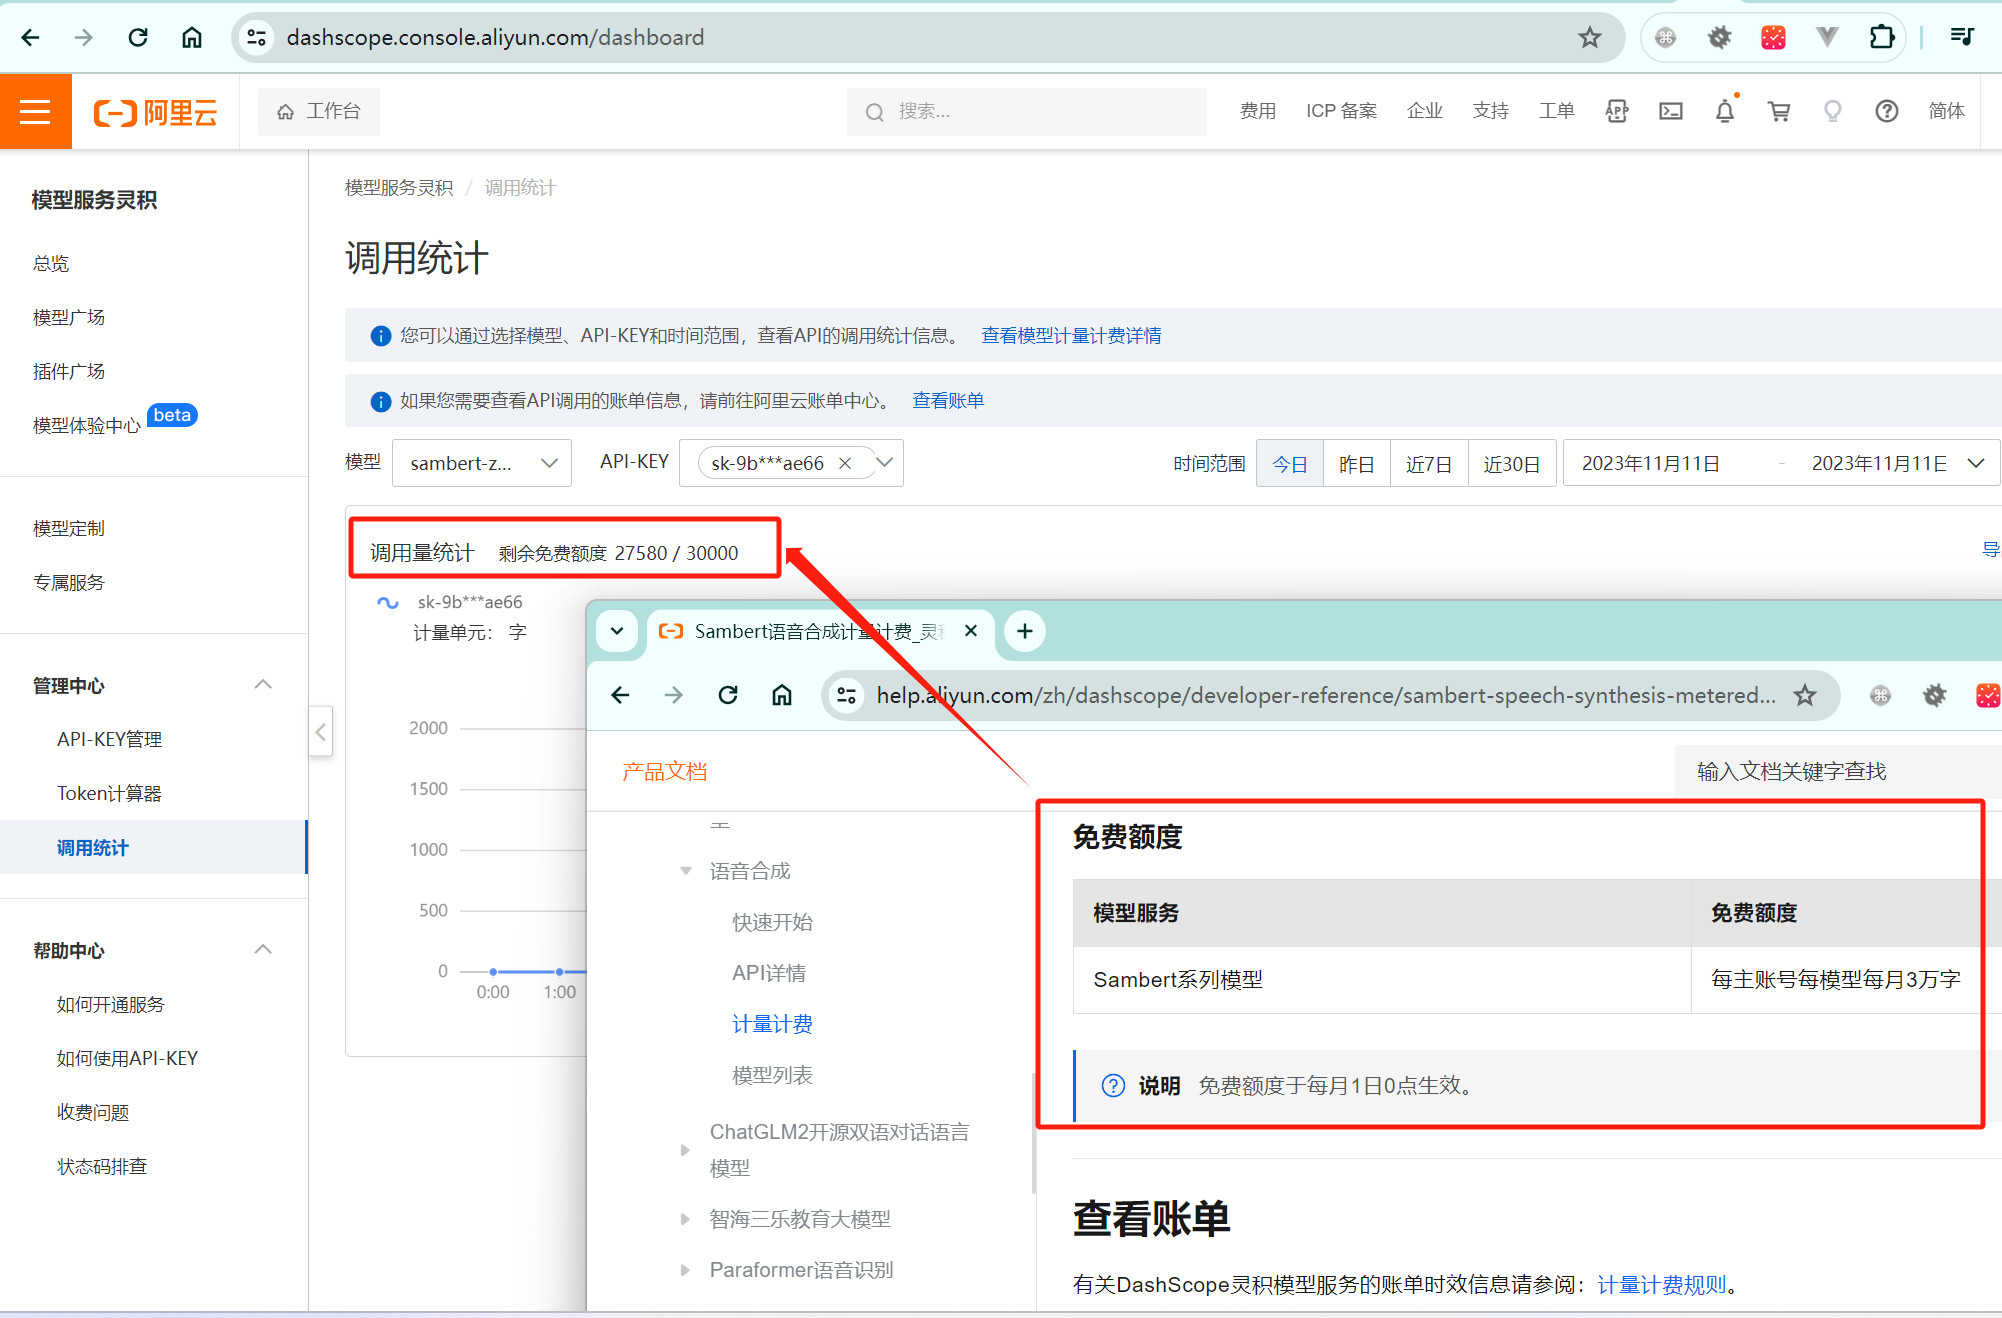 dashscope.console.aliyun.com/dashboard
阿里云
工作台
搜索...
费用
ICP 备案
企业
支持
工单
简体
模型服务灵积
总览
模型广场
插件广场
模型体验中心 beta
模型定制
专属服务
管理中心
API-KEY管理
Token计算器
调用统计
帮助中心
如何开通服务
如何使用API-KEY
收费问题
状态码排查
模型服务灵积 / 调用统计
调用统计
您可以通过选择模型、API-KEY和时间范围，查看API的调用统计信息。 查看模型计量计费详情
如果您需要查看API调用的账单信息，请前往阿里云账单中心。 查看账单
模型 sambert-z... API-KEY sk-9b***ae66 时间范围 今日 昨日 近7日 近30日 2023年11月11日 - 2023年11月11日
调用量统计 剩余免费额度 27580 / 30000
导
sk-9b***ae66
计量单元： 字
2000
1500
1000
500
0
0:00 1:00
Sambert语音合成计量计费_灵
help.aliyun.com/zh/dashscope/developer-reference/sambert-speech-synthesis-metered...
产品文档
输入文档关键字查找
语音合成
快速开始
API详情
计量计费
模型列表
ChatGLM2开源双语对话语言
模型
智海三乐教育大模型
Paraformer语音识别
免费额度
模型服务 免费额度
Sambert系列模型 每主账号每模型每月3万字
说明 免费额度于每月1日0点生效。
查看账单
有关DashScope灵积模型服务的账单时效信息请参阅：计量计费规则。